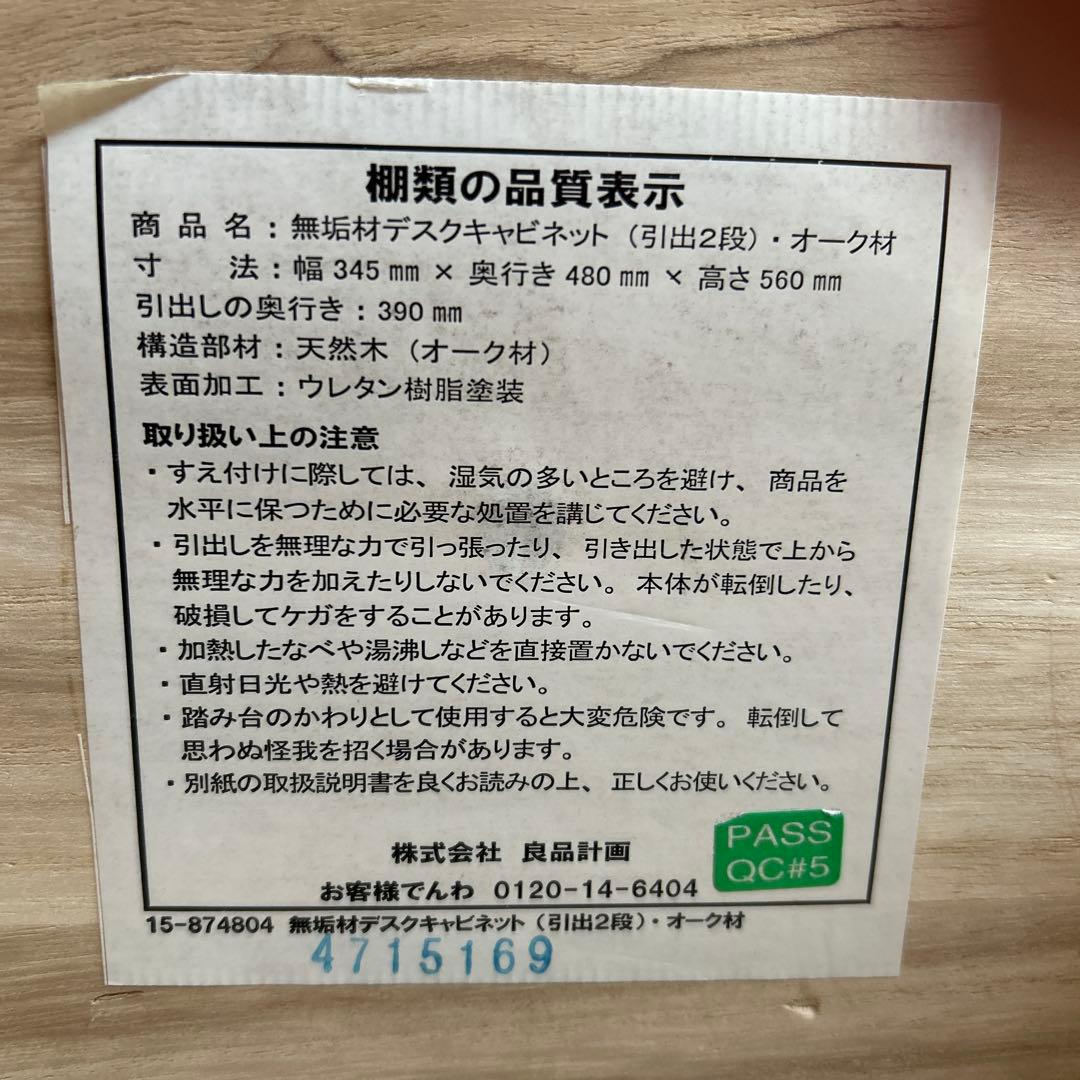 棚類の品質表示
商品名：無垢材デスクキャビネット（引出2段）・オーク材
寸法：幅345㎜×奥行き480㎜×高さ560㎜
引出しの奥行き：390㎜
構造部材：天然木（オーク材）
表面加工：ウレタン樹脂塗装
取り扱い上の注意
・すえ付けに際しては、湿気の多いところを避け、商品を
水平に保つために必要な処置を講じてください。
・引出しを無理な力で引っ張ったり、引き出した状態で上から
無理な力を加えたりしないでください。本体が転倒したり、
破損してケガをすることがあります。
・加熱したなべや湯沸しなどを直接置かないでください。
・直射日光や熱を避けてください。
・踏み台のかわりとして使用すると大変危険です。転倒して
思わぬ怪我を招く場合があります。
・別紙の取扱説明書を良くお読みの上、正しくお使いください。
株式会社 良品計画
お客様でんわ 0120-14-6404
PASS
QC#5
15-874804 無垢材デスクキャビネット（引出2段）・オーク材
4715169